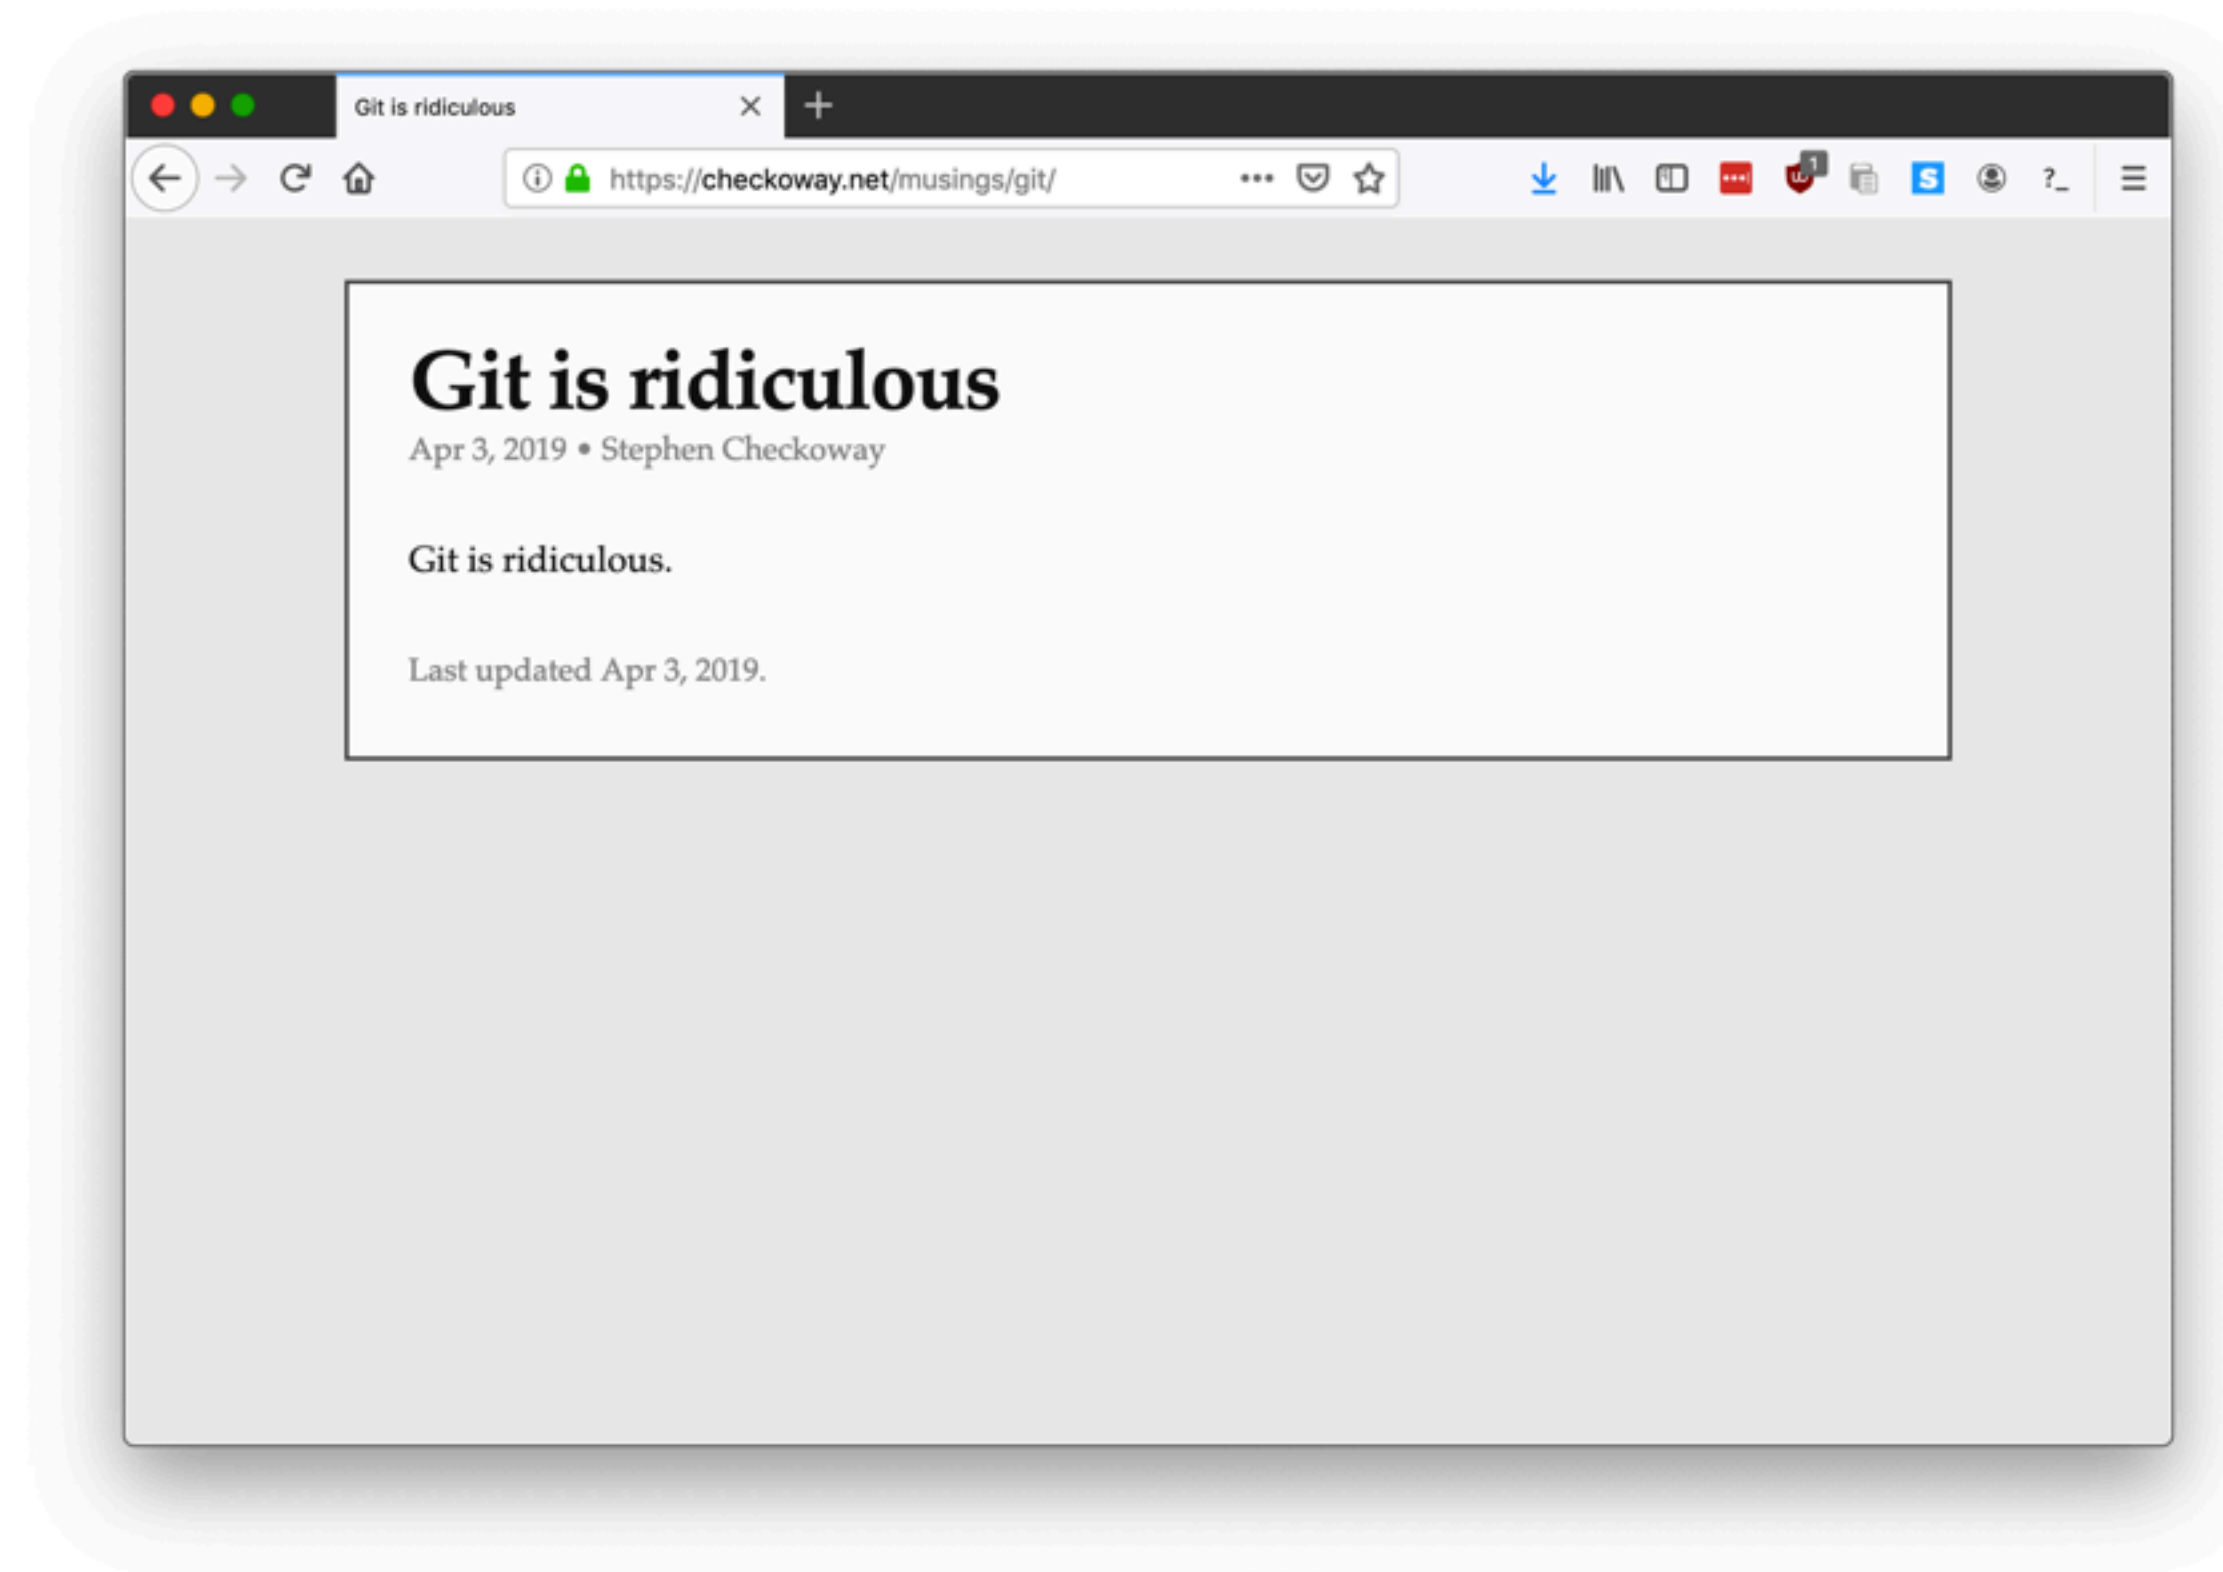 Git is ridiculous
https://checkoway.net/musings/git/
1
S
?_
Git is ridiculous
Apr 3, 2019 • Stephen Checkoway
Git is ridiculous.
Last updated Apr 3, 2019.